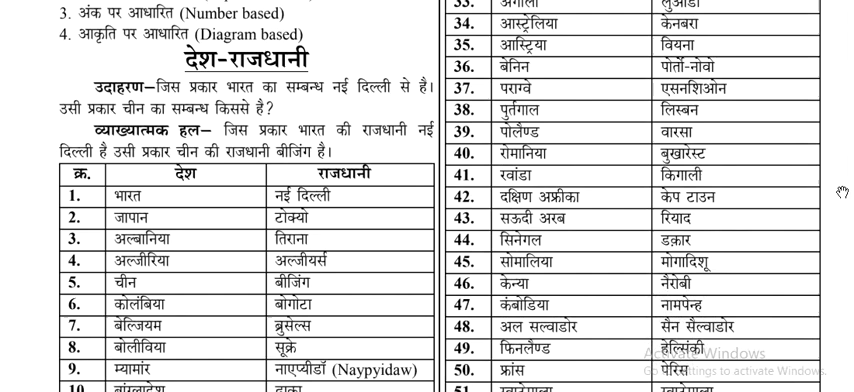 3. अंक पर आधारित (Number based)
4. आकृति पर आधारित (Diagram based)
देश-राजधानी
उदाहरण–जिस प्रकार भारत का सम्बन्ध नई दिल्ली से है।
उसी प्रकार चीन का सम्बन्ध किससे है?
व्याख्यात्मक हल– जिस प्रकार भारत की राजधानी नई
दिल्ली है उसी प्रकार चीन की राजधानी बीजिंग है।
क्र. देश राजधानी
1. भारत नई दिल्ली
2. जापान टोक्यो
3. अल्बानिया तिराना
4. अल्जीरिया अल्जीयर्स
5. चीन बीजिंग
6. कोलंबिया बोगोटा
7. बेल्जियम ब्रुसेल्स
8. बोलीविया सूक्रे
9. म्यामांर नाएप्यीडॉ (Naypyidaw)
10. बांग्लादेश ढाका
33. अंगोला लुआंडा
34. आस्ट्रेलिया केनबरा
35. आस्ट्रिया वियना
36. बेनिन पोर्तो-नोवो
37. पराग्वे एसनशिओन
38. पुर्तगाल लिस्बन
39. पोलैण्ड वारसा
40. रोमानिया बुखारेस्ट
41. रवांडा किगाली
42. दक्षिण अफ्रीका केप टाउन
43. सऊदी अरब रियाद
44. सिनेगल डक़ार
45. सोमालिया मोगादिशू
46. केन्या नैरोबी
47. कंबोडिया नामपेन्ह
48. अल सल्वाडोर सैन सैल्वाडोर
49. फिनलैण्ड हेल्सिंकी
50. फ्रांस पेरिस
51. ग्वाटेमाला ग्वाटेमाला
Activate Windows
Go to Settings to activate Windows.